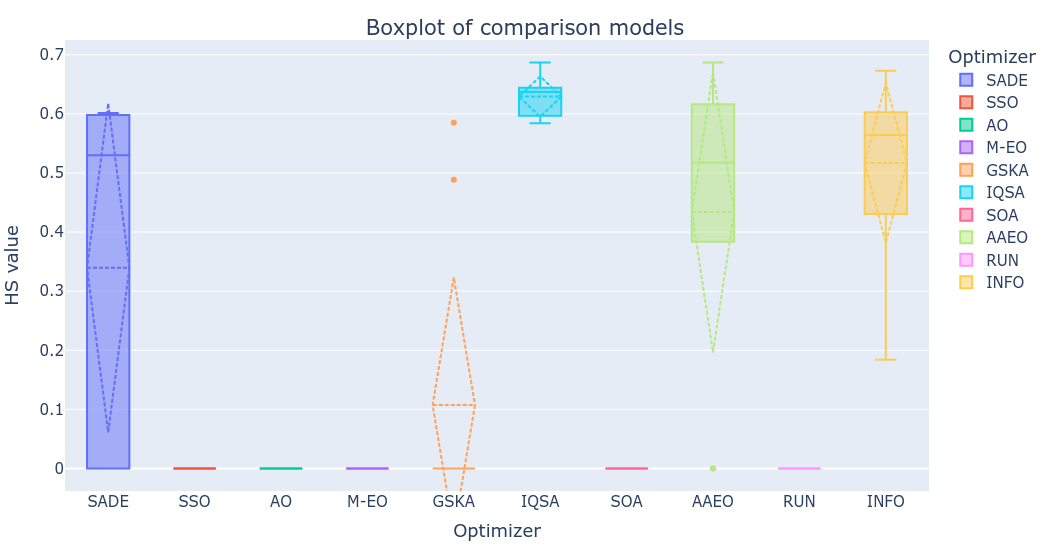 Boxplot of comparison models
HS value
0.7
0.6
0.5
0.4
0.3
0.2
0.1
0
SADE
SSO
AO
M-EO
GSKA
IQSA
SOA
AAEO
RUN
INFO
Optimizer
Optimizer
SADE
SSO
AO
M-EO
GSKA
IQSA
SOA
AAEO
RUN
INFO